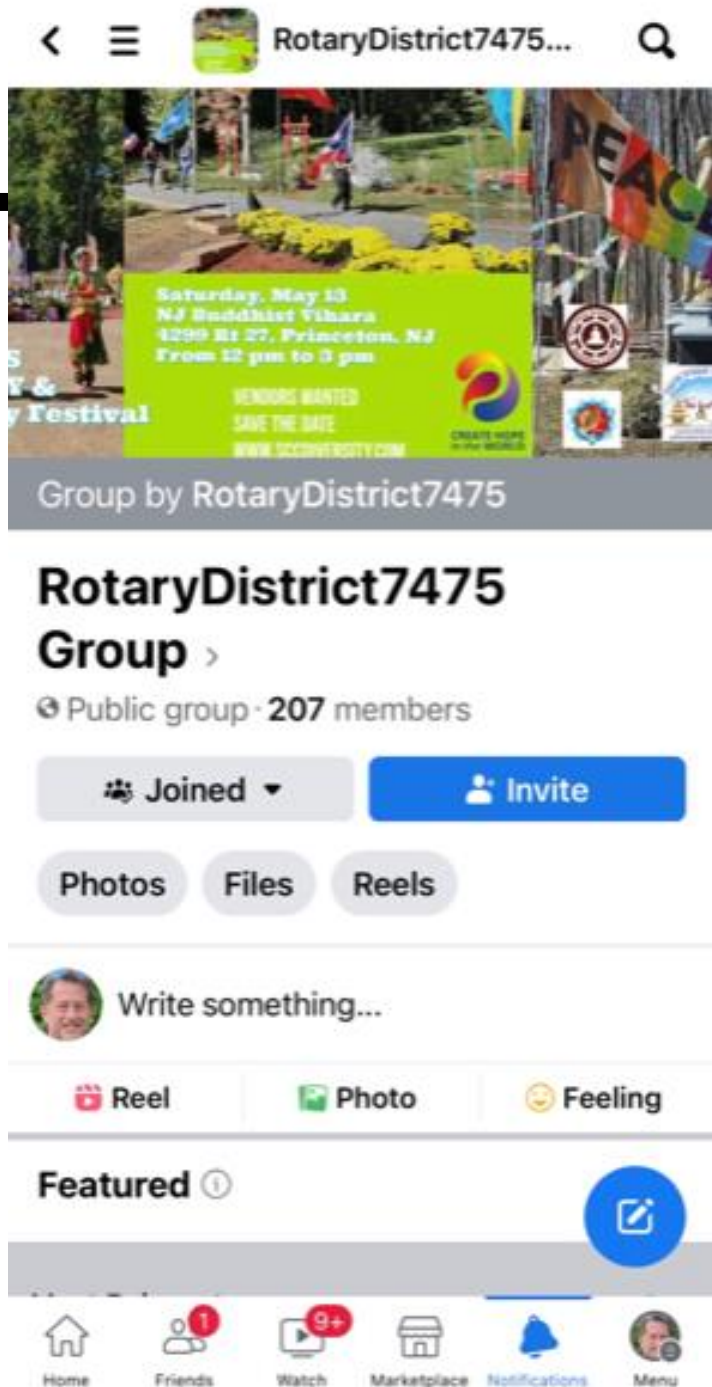 RotaryDistrict7475...
PEAC
Saturday, May 13
NJ Buddhist Vihara
4299 Rt 27, Princeton, NJ
From 12 pm to 3 pm
S
Y &
y Festival
VENDORS WANTED
SAVE THE DATE
WWW.SCCDIVERSITY.COM
CREATE HOPE
in the WORLD
Group by RotaryDistrict7475
RotaryDistrict7475
Group >
Public group · 207 members
Joined
Invite
Photos Files Reels
Write something...
Reel Photo Feeling
Featured
1 9+
Home Friends Watch Marketplace Notifications Menu